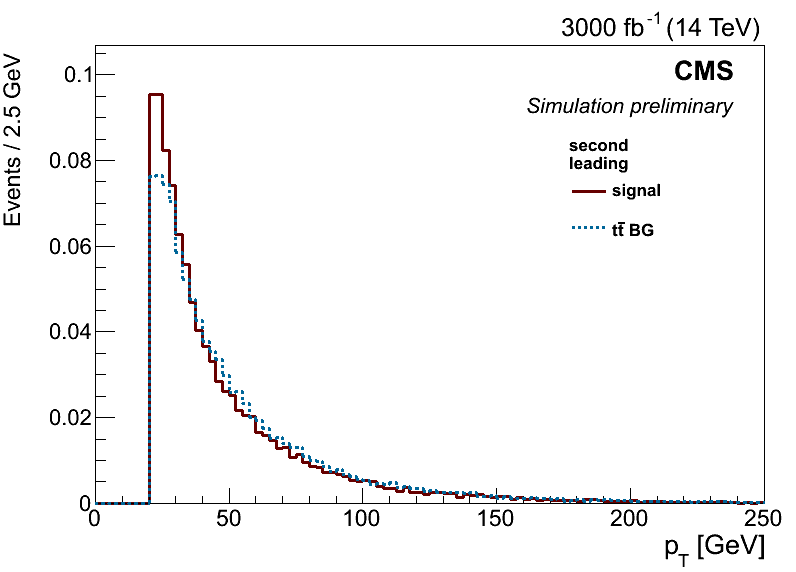 3000 fb⁻¹ (14 TeV)
CMS
Simulation preliminary
second
leading
signal
tt̄ BG
Events / 2.5 GeV
0.1
0.08
0.06
0.04
0.02
0
0 50 100 150 200 250
p_T [GeV]